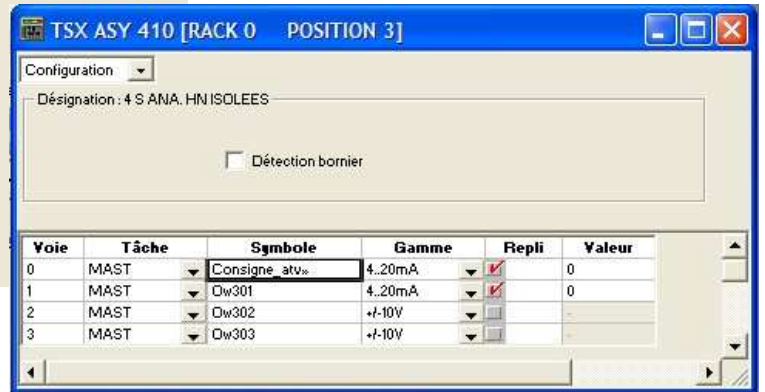 TSX ASY 410 [RACK 0 POSITION 3]
Configuration
Désignation : 4 S ANA. HN ISOLEES
Détection bornier
Voie Tâche Symbole Gamme Repli Valeur
0 MAST Consigne_atv» 4..20mA 0
1 MAST Ow301 4..20mA 0
2 MAST Ow302 +/-10V -
3 MAST Ow303 +/-10V -